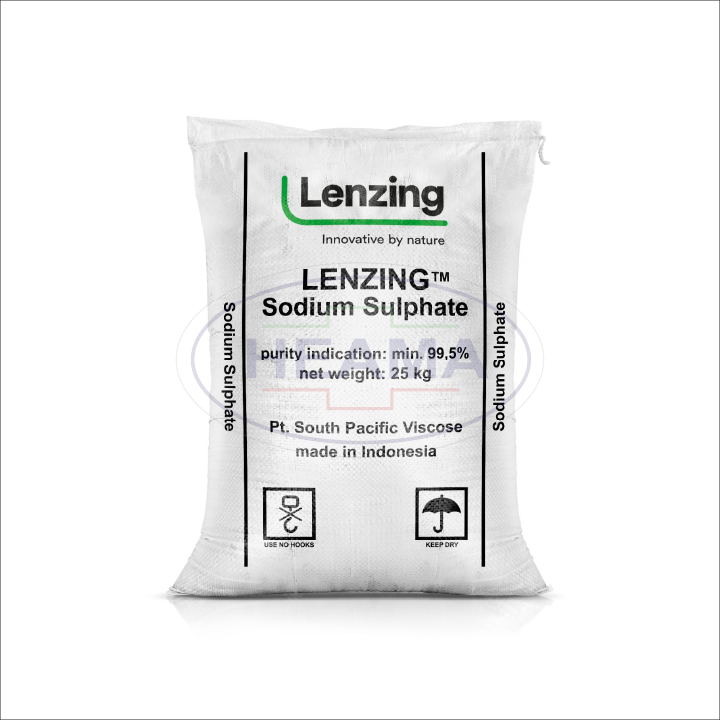 Lenzing
Innovative by nature
LENZING™
Sodium Sulphate
purity indication: min. 99,5%
net weight: 25 kg
Pt. South Pacific Viscose
made in Indonesia
USE NO HOOKS
KEEP DRY
Sodium Sulphate
Sodium Sulphate
HEAMA